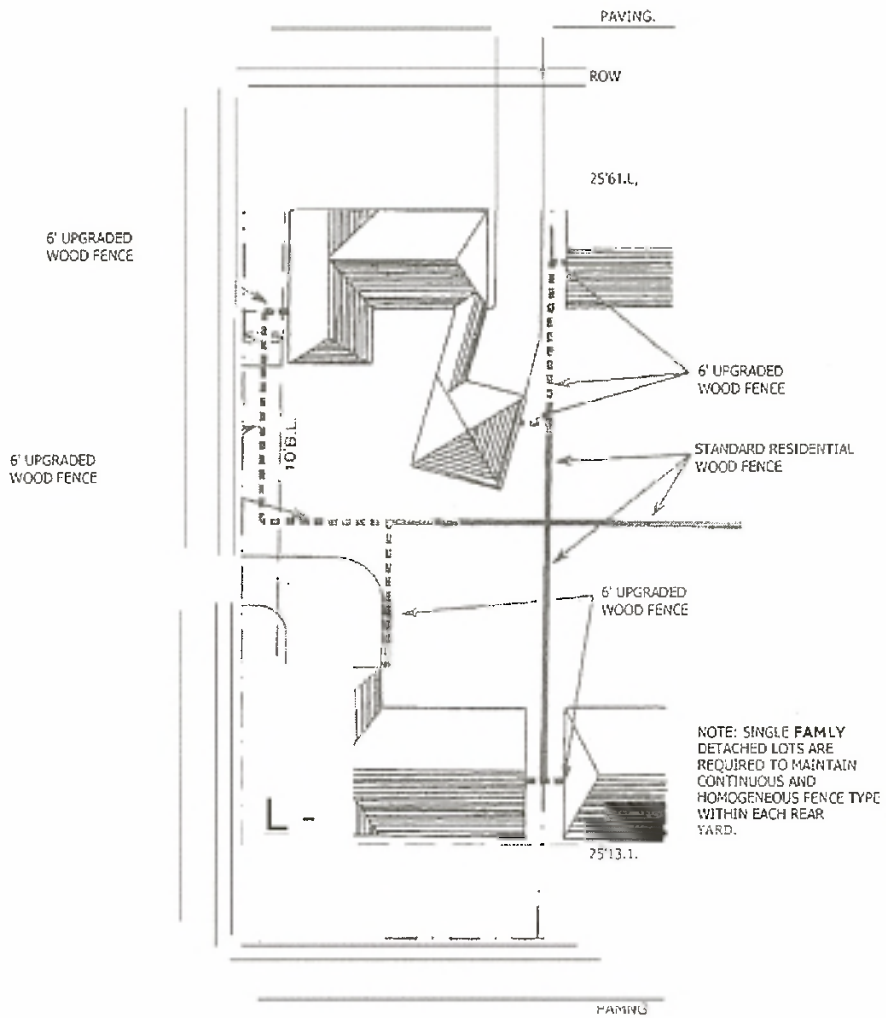 PAVING.
ROW
25'61.L,
6' UPGRADED
WOOD FENCE
6' UPGRADED
WOOD FENCE
10'B.L.
6' UPGRADED
WOOD FENCE
STANDARD RESIDENTIAL
WOOD FENCE
6' UPGRADED
WOOD FENCE
NOTE: SINGLE FAMLY
DETACHED LOTS ARE
REQUIRED TO MAINTAIN
CONTINUOUS AND
HOMOGENEOUS FENCE TYPE
WITHIN EACH REAR
YARD.
L -
25'13.1.
PAMNG